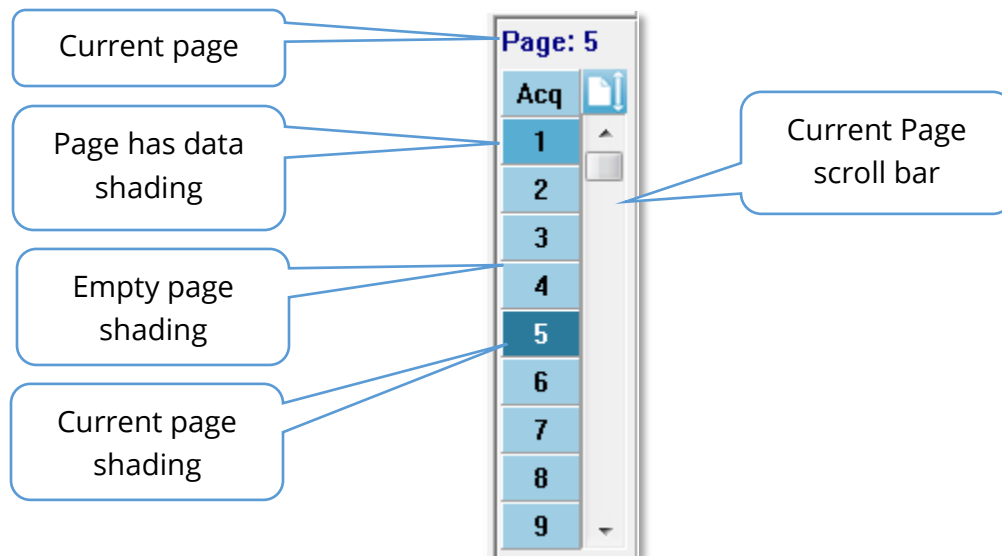 Current page
Page has data
shading
Empty page
shading
Current page
shading
Page: 5
Acq
1
2
3
4
5
6
7
8
9
Current Page
scroll bar